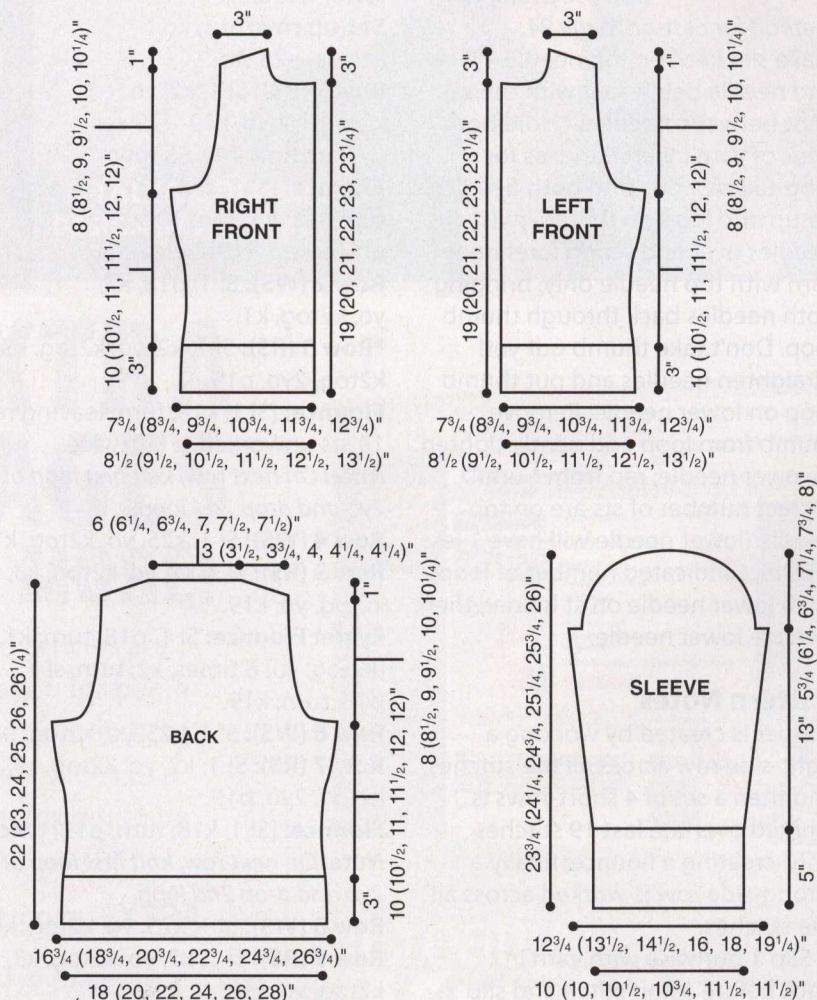 3"
1"
8 (8½, 9, 9½, 10, 10¼)"
10 (10½, 11, 11½, 12, 12)"
3"
RIGHT
FRONT
3"
19 (20, 21, 22, 23, 23¼)"
7¾ (8¾, 9¾, 10¾, 11¾, 12¾)"
8½ (9½, 10½, 11½, 12½, 13½)"
3"
3"
19 (20, 21, 22, 23, 23¼)"
LEFT
FRONT
1"
8 (8½, 9, 9½, 10, 10¼)"
10 (10½, 11, 11½, 12, 12)"
3"
7¾ (8¾, 9¾, 10¾, 11¾, 12¾)"
8½ (9½, 10½, 11½, 12½, 13½)"
6 (6¼, 6¾, 7, 7½, 7½)"
3 (3½, 3¾, 4, 4¼, 4¼)"
22 (23, 24, 25, 26, 26¼)"
BACK
1"
8 (8½, 9, 9½, 10, 10¼)"
10 (10½, 11, 11½, 12, 12)"
3"
16¾ (18¾, 20¾, 22¾, 24¾, 26¾)"
18 (20, 22, 24, 26, 28)"
23¾ (24¼, 24¾, 25¼, 25¾, 26)"
SLEEVE
5¾ (6¼, 6¾, 7¼, 7¾, 8)"
13"
5"
12¾ (13½, 14½, 16, 18, 19¼)"
10 (10, 10½, 10¾, 11½, 11½)"